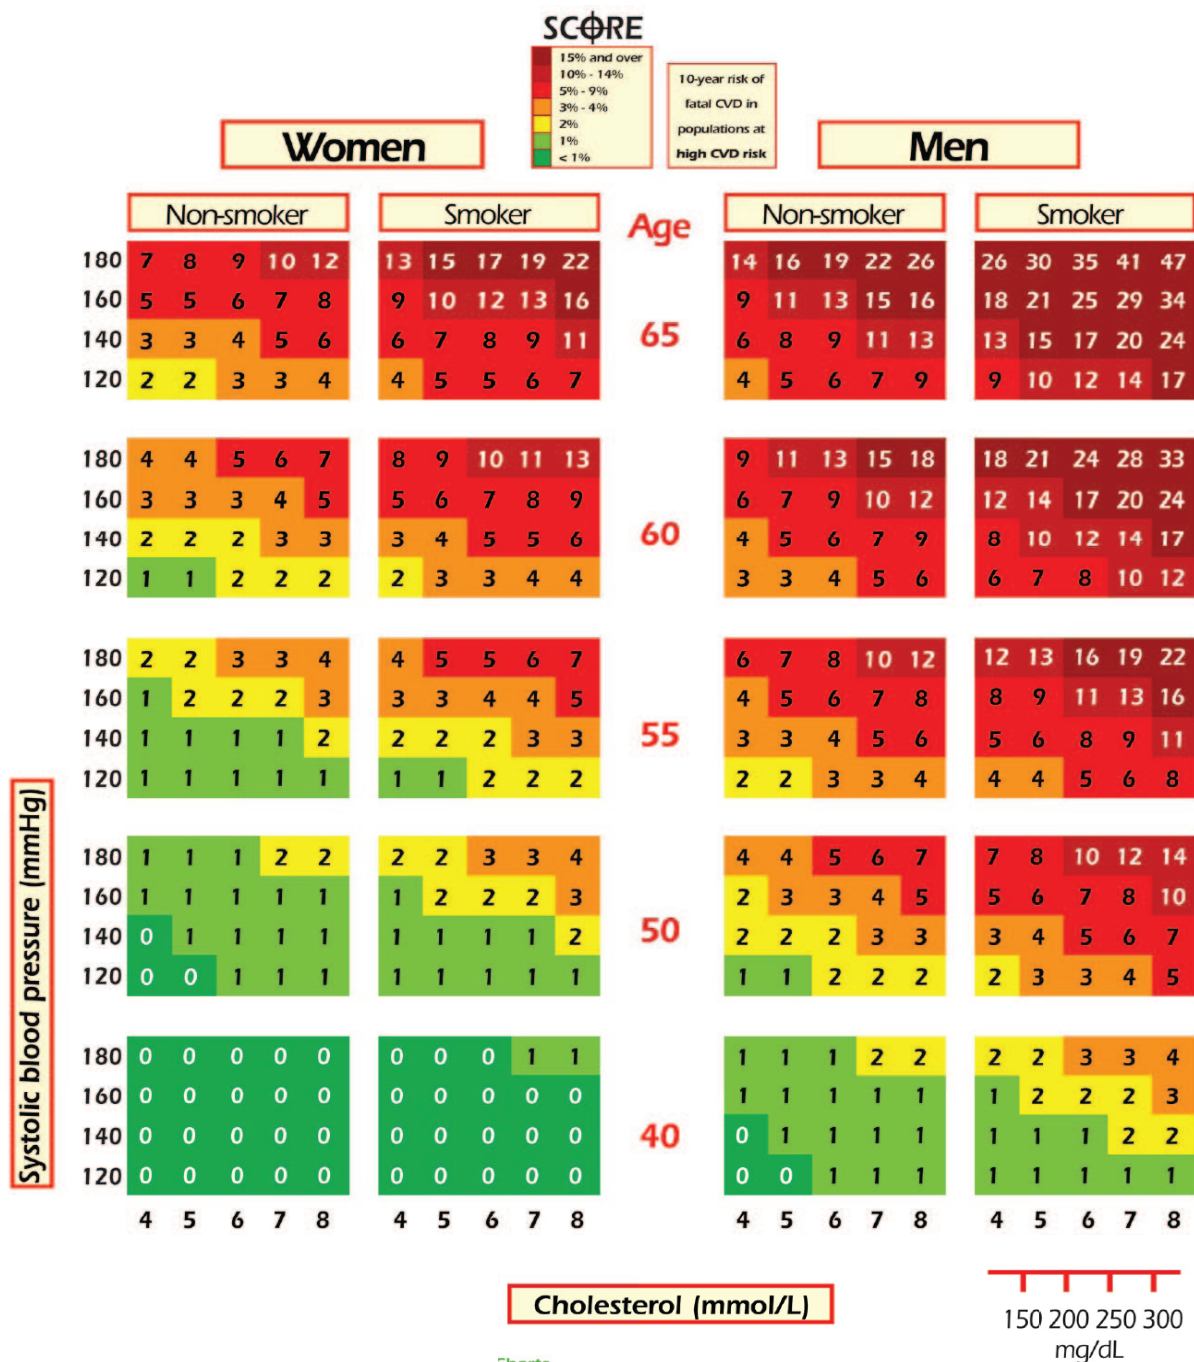 SCORE
15% and over
10% - 14%
5% - 9%
3% - 4%
2%
1%
< 1%
10-year risk of
fatal CVD in
populations at
high CVD risk
Women
Men
Non-smoker Smoker Age Non-smoker Smoker
180 7 8 9 10 12 13 15 17 19 22 14 16 19 22 26 26 30 35 41 47
160 5 5 6 7 8 9 10 12 13 16 9 11 13 15 16 18 21 25 29 34
65
140 3 3 4 5 6 6 7 8 9 11 6 8 9 11 13 13 15 17 20 24
120 2 2 3 3 4 4 5 5 6 7 4 5 6 7 9 9 10 12 14 17
180 4 4 5 6 7 8 9 10 11 13 9 11 13 15 18 18 21 24 28 33
160 3 3 3 4 5 5 6 7 8 9 6 7 9 10 12 12 14 17 20 24
60
140 2 2 2 3 3 3 4 5 5 6 4 5 6 7 9 8 10 12 14 17
120 1 1 2 2 2 2 3 3 4 4 3 3 4 5 6 6 7 8 10 12
180 2 2 3 3 4 4 5 5 6 7 6 7 8 10 12 12 13 16 19 22
160 1 2 2 2 3 3 3 4 4 5 4 5 6 7 8 8 9 11 13 16
55
140 1 1 1 1 2 2 2 2 3 3 3 3 4 5 6 5 6 8 9 11
120 1 1 1 1 1 1 1 2 2 2 2 2 3 3 4 4 4 5 6 8
180 1 1 1 2 2 2 2 3 3 4 4 4 5 6 7 7 8 10 12 14
160 1 1 1 1 1 1 2 2 2 3 2 3 3 4 5 5 6 7 8 10
50
140 0 1 1 1 1 1 1 1 1 2 2 2 2 3 3 3 4 5 6 7
120 0 0 1 1 1 1 1 1 1 1 1 1 2 2 2 2 3 3 4 5
180 0 0 0 0 0 0 0 0 1 1 1 1 1 2 2 2 2 3 3 4
160 0 0 0 0 0 0 0 0 0 0 1 1 1 1 1 1 2 2 2 3
40
140 0 0 0 0 0 0 0 0 0 0 0 1 1 1 1 1 1 1 2 2
120 0 0 0 0 0 0 0 0 0 0 0 0 1 1 1 1 1 1 1 1
4 5 6 7 8 4 5 6 7 8 4 5 6 7 8 4 5 6 7 8
Systolic blood pressure (mmHg)
Cholesterol (mmol/L)
150 200 250 300
mg/dL